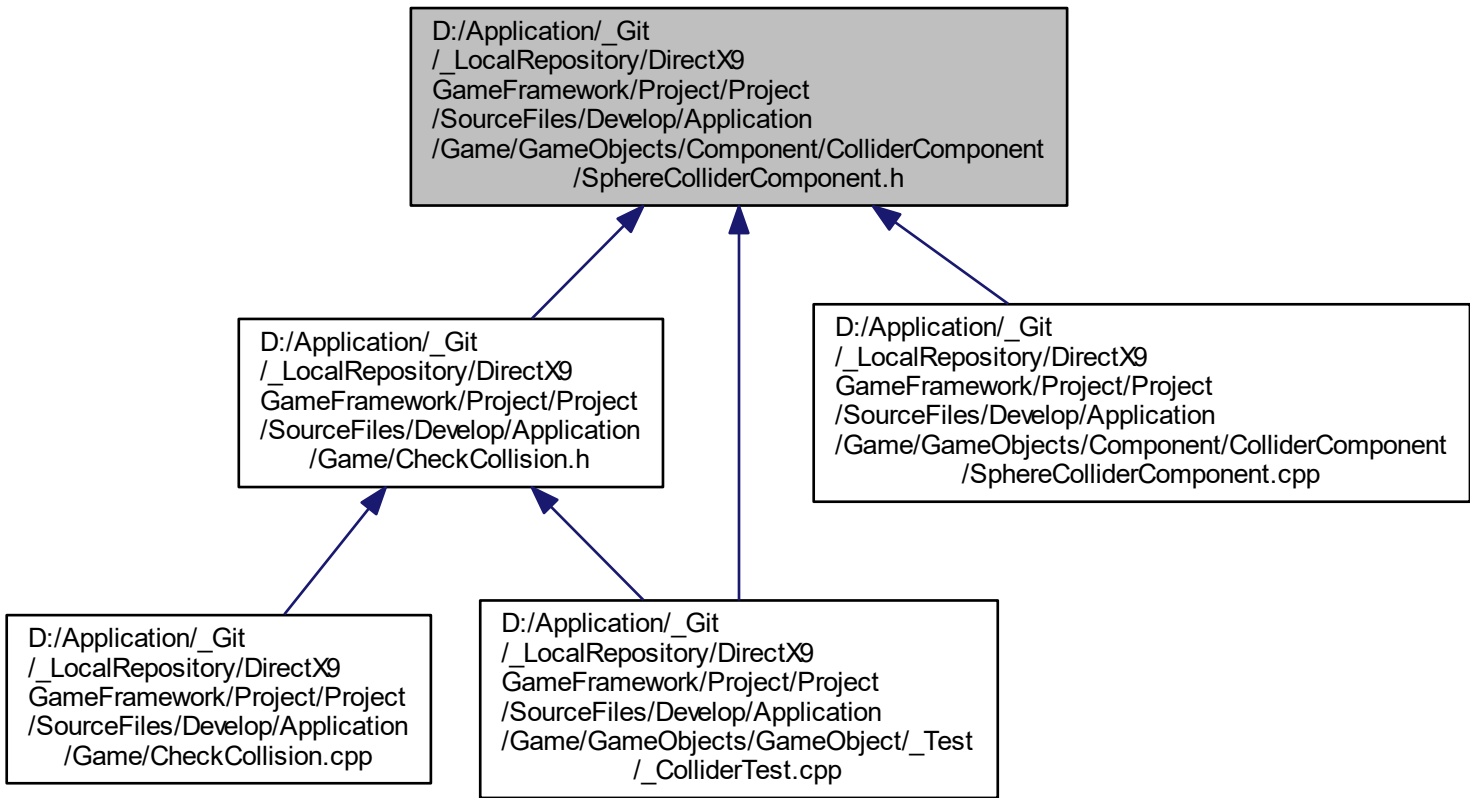 D:/Application/_Git
/_LocalRepository/DirectX9
GameFramework/Project/Project
/SourceFiles/Develop/Application
/Game/GameObjects/Component/ColliderComponent
/SphereColliderComponent.h
D:/Application/_Git
/_LocalRepository/DirectX9
GameFramework/Project/Project
/SourceFiles/Develop/Application
/Game/CheckCollision.h
D:/Application/_Git
/_LocalRepository/DirectX9
GameFramework/Project/Project
/SourceFiles/Develop/Application
/Game/GameObjects/Component/ColliderComponent
/SphereColliderComponent.cpp
D:/Application/_Git
/_LocalRepository/DirectX9
GameFramework/Project/Project
/SourceFiles/Develop/Application
/Game/CheckCollision.cpp
D:/Application/_Git
/_LocalRepository/DirectX9
GameFramework/Project/Project
/SourceFiles/Develop/Application
/Game/GameObjects/GameObject/_Test
/_ColliderTest.cpp